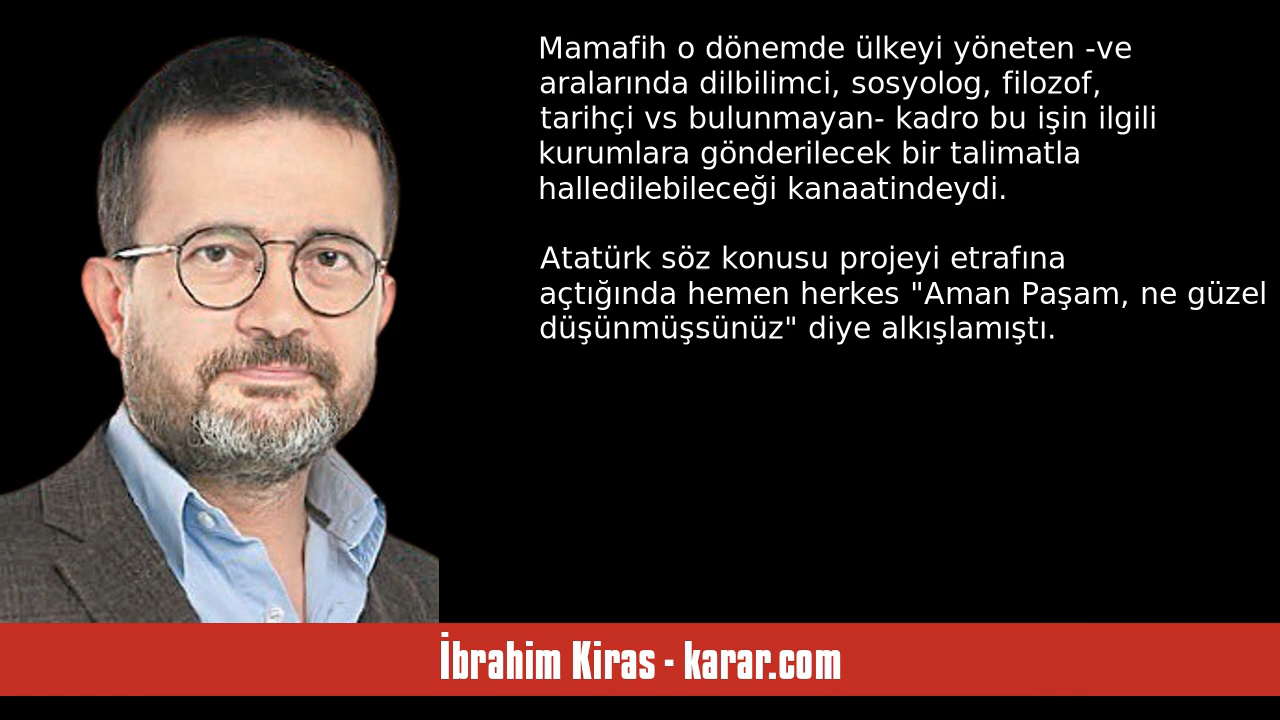 Mamafih o dönemde ülkeyi yöneten -ve
aralarında dilbilimci, sosyolog, filozof,
tarihçi vs bulunmayan- kadro bu işin ilgili
kurumlara gönderilecek bir talimatla
halledilebileceği kanaatindeydi.
Atatürk söz konusu projeyi etrafına
açtığında hemen herkes "Aman Paşam, ne güzel
düşünmüşsünüz" diye alkışlamıştı.
İbrahim Kiras - karar.com